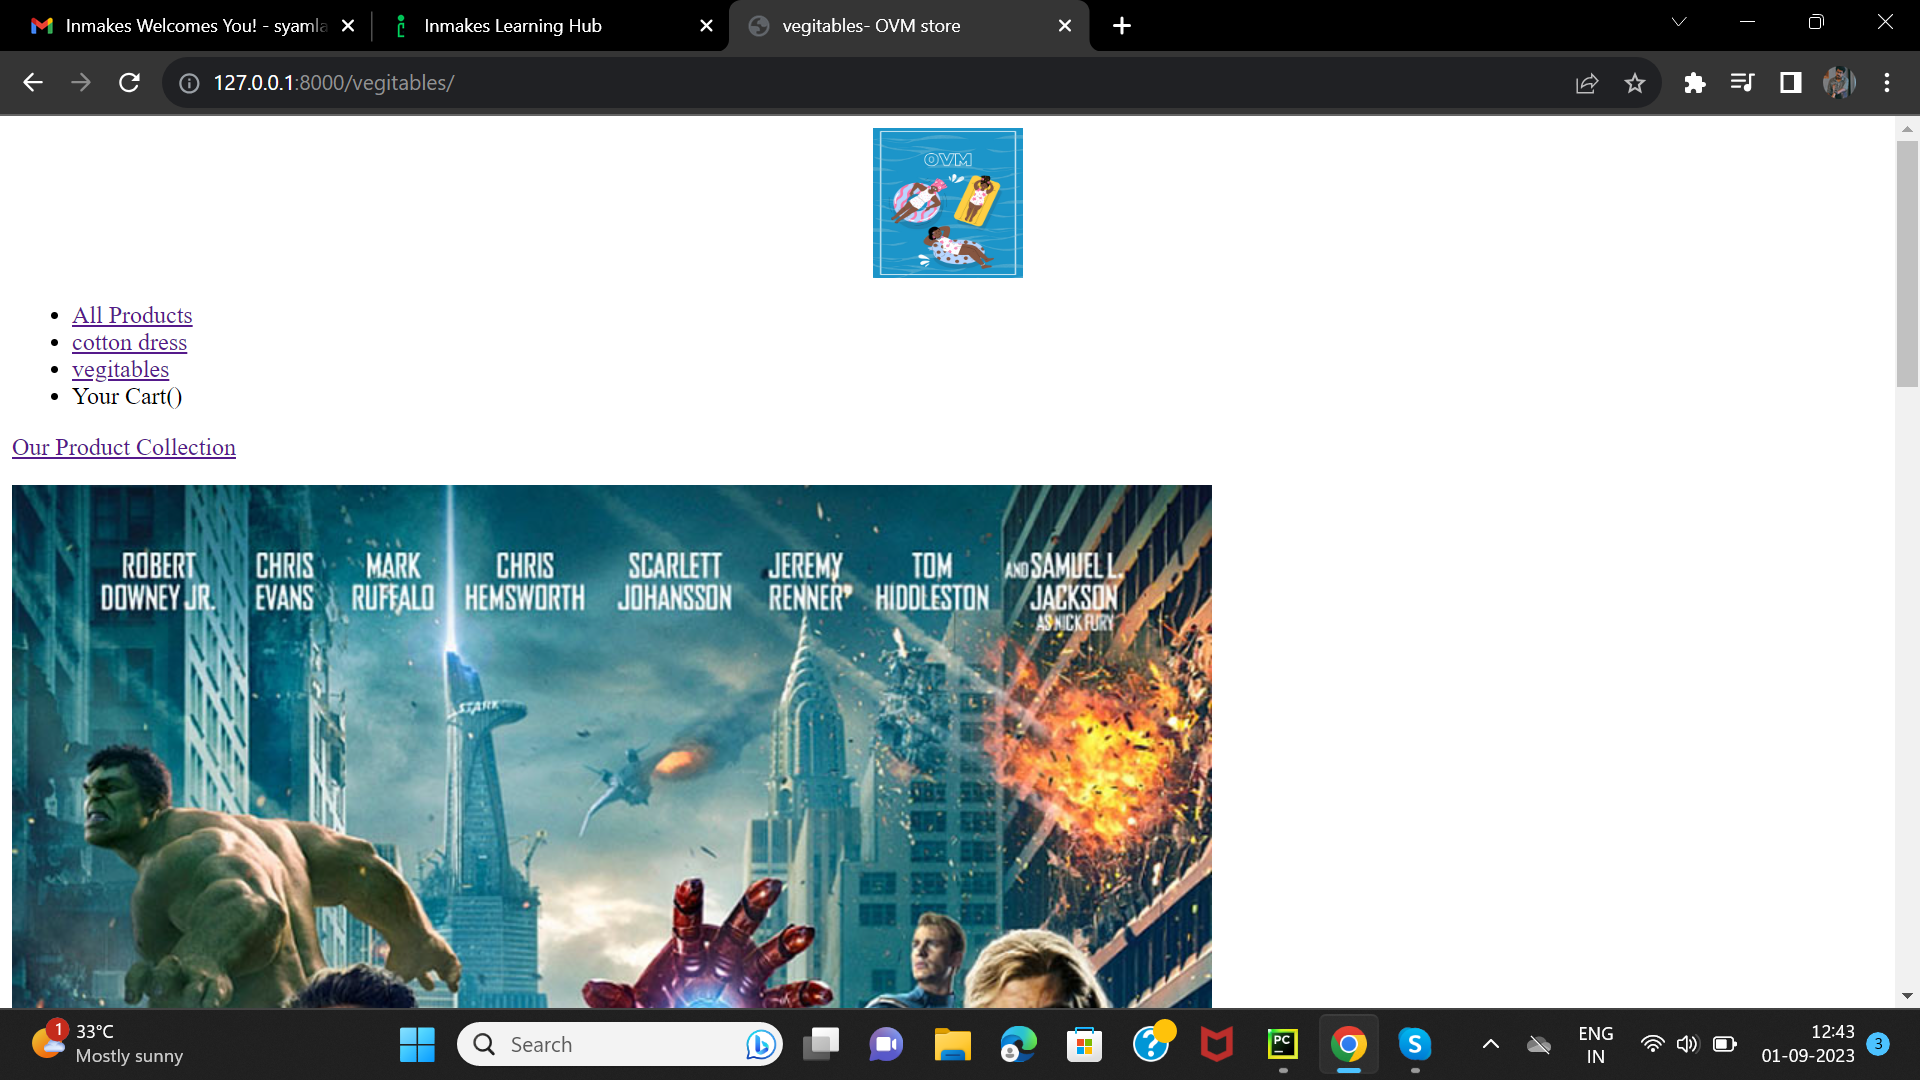 Inmakes Welcomes You! - syamla
Inmakes Learning Hub
vegitables- OVM store
127.0.0.1:8000/vegitables/
OVM
All Products
cotton dress
vegitables
Your Cart()
Our Product Collection
ROBERT DOWNEY JR.
CHRIS EVANS
MARK RUFFALO
CHRIS HEMSWORTH
SCARLETT JOHANSSON
JEREMY RENNER
TOM HIDDLESTON
AND SAMUEL L. JACKSON
AS NICK FURY
STARK
1
33°C
Mostly sunny
Search
PC
S
ENG
IN
12:43
01-09-2023
3